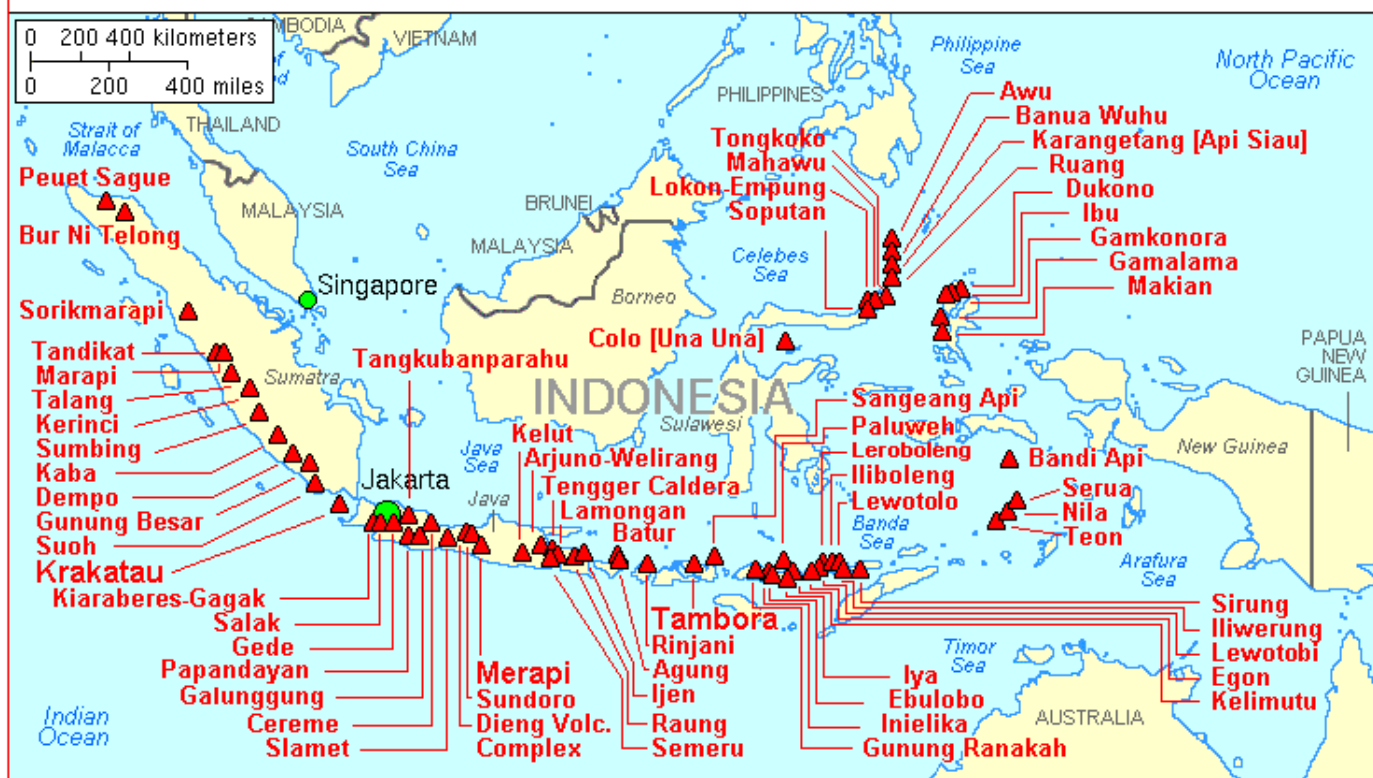 CAMBODIA
0 200 400 kilometers
0 200 400 miles
VIETNAM
of
THAILAND
Strait of
Malacca
South China
Sea
Philippine
Sea
North Pacific
Ocean
PHILIPPINES
Awu
Banua Wuhu
Karangetang [Api Siau]
Ruang
Dukono
Ibu
Gamkonora
Gamalama
Makian
Tongkoko
Mahawu
Lokon-Empung
Soputan
Peuet Sague
MALAYSIA
Bur Ni Telong
BRUNEI
MALAYSIA
Celebes
Sea
Singapore
Borneo
Sorikmarapi
Colo [Una Una]
PAPUA
NEW
GUINEA
Tandikat
Marapi
Talang
Kerinci
Sumbing
Kaba
Dempo
Gunung Besar
Suoh
Krakatau
Sumatra
Tangkubanparahu
INDONESIA
Sulawesi
New Guinea
Sangeang Api
Paluweh
Leroboleng
Iliboleng
Lewotolo
Bandi Api
Serua
Nila
Teon
Java
Sea
Jakarta
Java
Kelut
Arjuno-Welirang
Tengger Caldera
Lamongan
Batur
Banda
Sea
Arafura
Sea
Kiaraberes-Gagak
Salak
Gede
Papandayan
Galunggung
Cereme
Slamet
Merapi
Sundoro
Dieng Volc.
Complex
Tambora
Rinjani
Agung
Ijen
Raung
Semeru
Iya
Ebulobo
Inielika
Gunung Ranakah
Sirung
Iliwerung
Lewotobi
Egon
Kelimutu
Timor
Sea
Indian
Ocean
AUSTRALIA